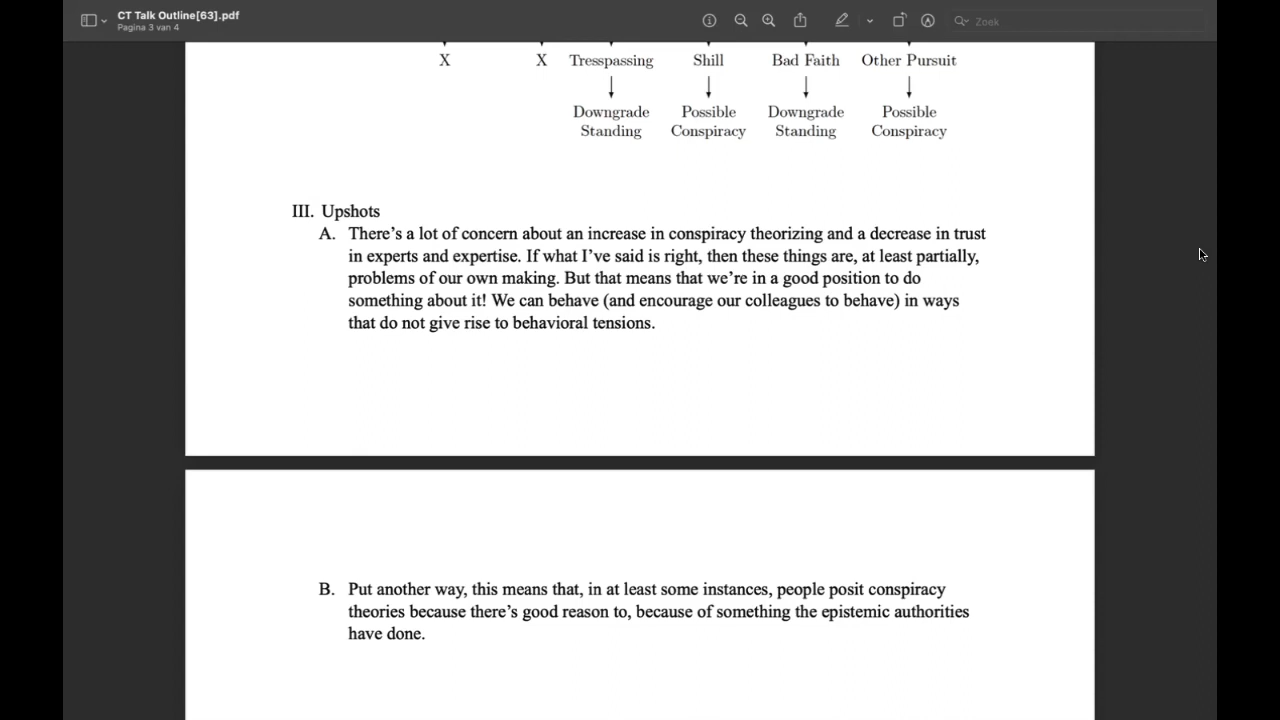 CT Talk Outline[63].pdf
Pagina 3 van 4
Zoek
X X Tresspassing Shill Bad Faith Other Pursuit
Downgrade Possible Downgrade Possible
Standing Conspiracy Standing Conspiracy
III. Upshots
A. There's a lot of concern about an increase in conspiracy theorizing and a decrease in trust
in experts and expertise. If what I've said is right, then these things are, at least partially,
problems of our own making. But that means that we're in a good position to do
something about it! We can behave (and encourage our colleagues to behave) in ways
that do not give rise to behavioral tensions.
B. Put another way, this means that, in at least some instances, people posit conspiracy
theories because there's good reason to, because of something the epistemic authorities
have done.